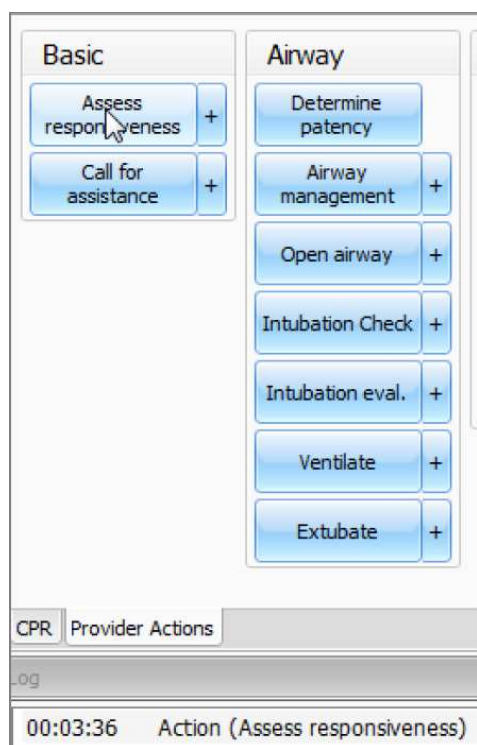 Basic
Assess
responsiveness
+
Call for
assistance
+
Airway
Determine
patency
Airway
management
+
Open airway
+
Intubation Check
+
Intubation eval.
+
Ventilate
+
Extubate
+
CPR
Provider Actions
Log
00:03:36 Action (Assess responsiveness)